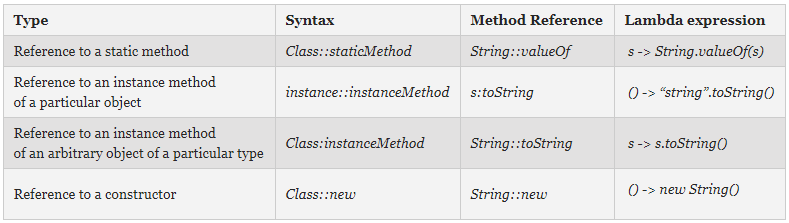 Type Syntax Method Reference Lambda expression
Reference to a static method Class::staticMethod String::valueOf s -> String.valueOf(s)
Reference to an instance method
of a particular object instance::instanceMethod s:toString () -> “string”.toString()
Reference to an instance method
of an arbitrary object of a particular type Class:instanceMethod String::toString s -> s.toString()
Reference to a constructor Class::new String::new () -> new String()